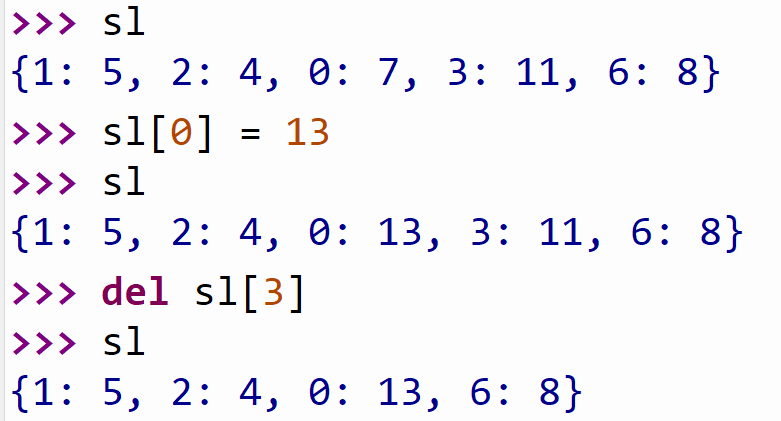 >>> sl
{1: 5, 2: 4, 0: 7, 3: 11, 6: 8}
>>> sl[0] = 13
>>> sl
{1: 5, 2: 4, 0: 13, 3: 11, 6: 8}
>>> del sl[3]
>>> sl
{1: 5, 2: 4, 0: 13, 6: 8}